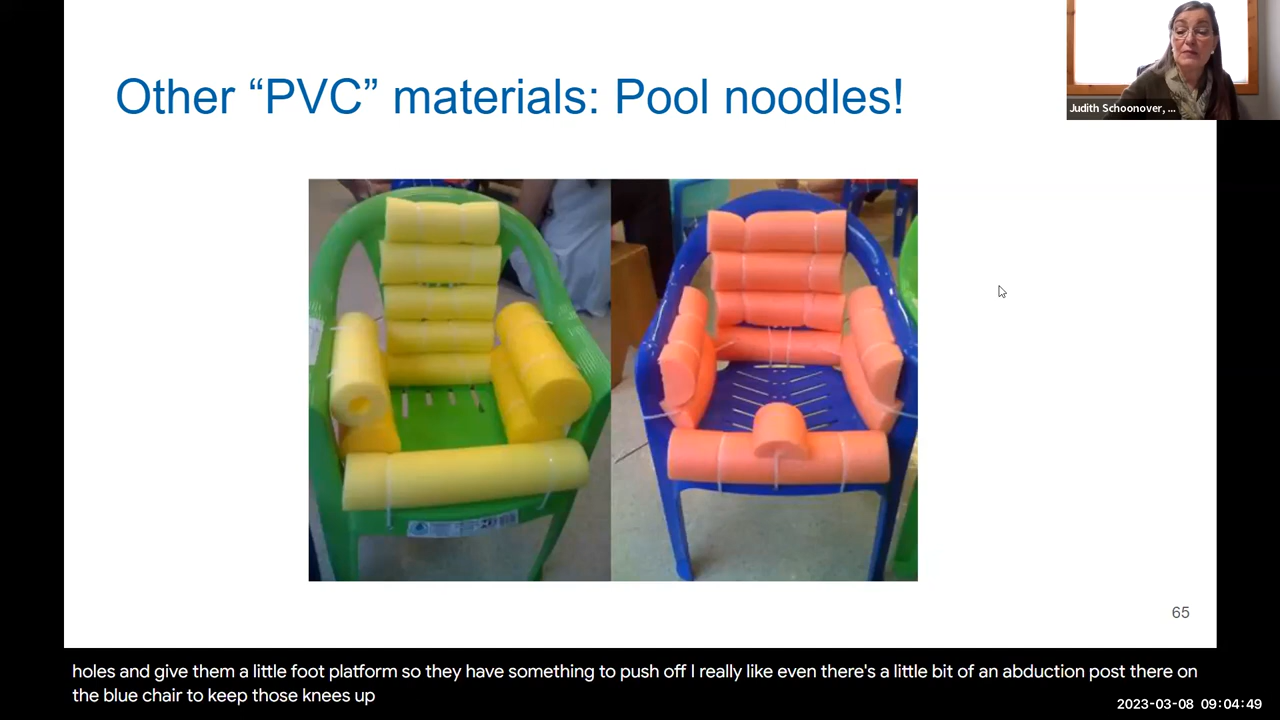 Other “PVC” materials: Pool noodles!
Judith Schoonover, ...
65
holes and give them a little foot platform so they have something to push off I really like even there's a little bit of an abduction post there on
the blue chair to keep those knees up
2023-03-08 09:04:49